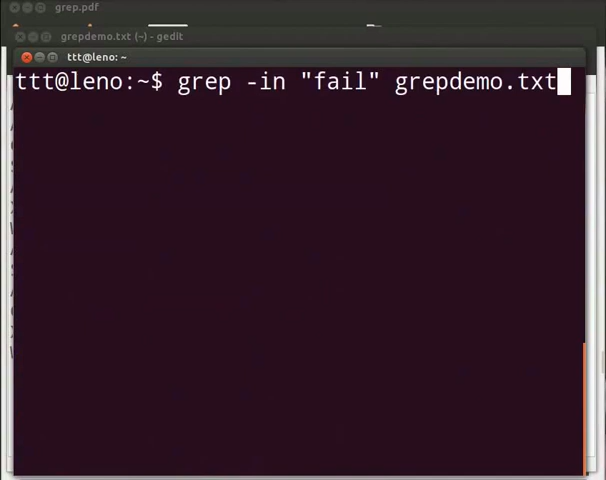 grep.pdf
grepdemo.txt (~) - gedit
ttt@leno: ~
ttt@leno:~$ grep -in "fail" grepdemo.txt